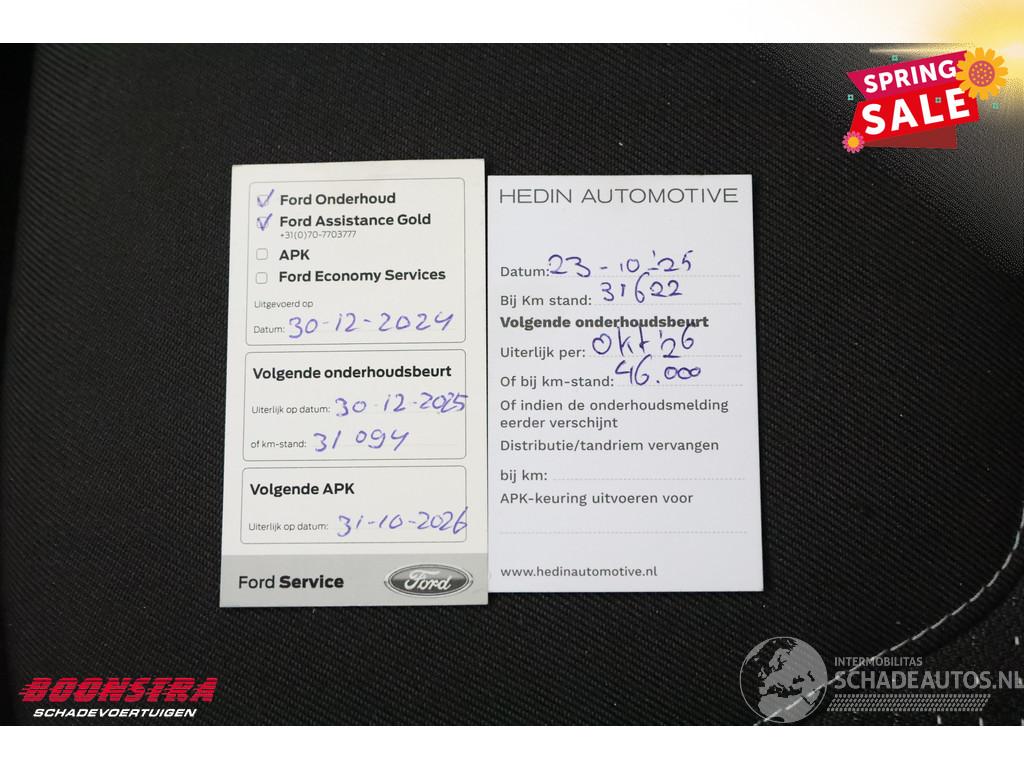 SPRING
SALE
Ford Onderhoud
Ford Assistance Gold
+31(0)70-7703777
APK
Ford Economy Services
Uitgevoerd op
Datum: 30-12-2024
Volgende onderhoudsbeurt
Uiterlijk op datum: 30-12-2025
of km-stand: 31 094
Volgende APK
Uiterlijk op datum: 31-10-2026
Ford Service
Ford
HEDIN AUTOMOTIVE
Datum: 23-10-'25
Bij Km stand: 31622
Volgende onderhoudsbeurt
Uiterlijk per: Okt '26
Of bij km-stand: 46.000
Of indien de onderhoudsmelding
eerder verschijnt
Distributie/tandriem vervangen
bij km:
APK-keuring uitvoeren voor
www.hedinautomotive.nl
BOONSTRA
SCHADEVOERTUIGEN
INTERMOBILITAS
SCHADEAUTOS.NL